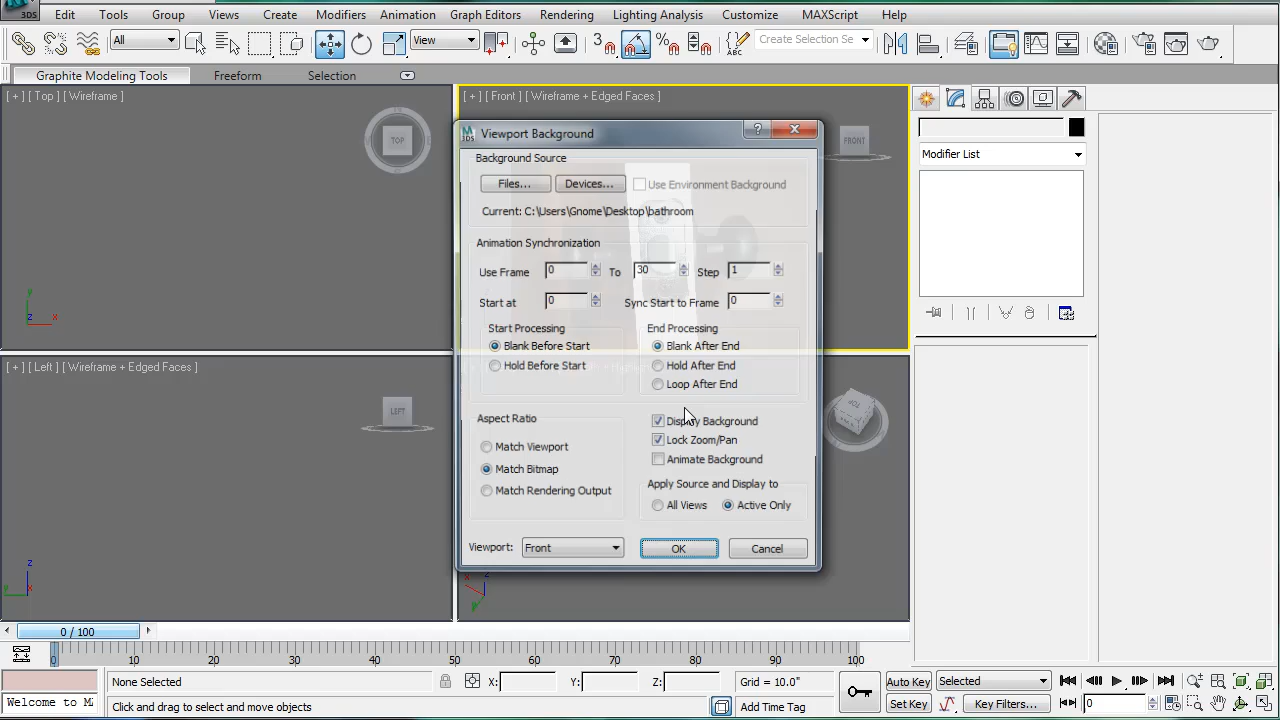 Edit Tools Group Views Create Modifiers Animation Graph Editors Rendering Lighting Analysis Customize MAXScript Help
3DS
All View 3 Create Selection Se
Graphite Modeling Tools Freeform Selection
[ + ] [ Top ] [ Wireframe ]
[ + ] [ Front ] [ Wireframe + Edged Faces ]
TOP
FRONT
Modifier List
Viewport Background
Background Source
Files... Devices... Use Environment Background
Current: C:\Users\Gnome\Desktop\bathroom
Animation Synchronization
Use Frame 0 To 30 Step 1
Start at 0 Sync Start to Frame 0
Start Processing End Processing
Blank Before Start Blank After End
Hold Before Start Hold After End
Loop After End
Aspect Ratio Display Background
Match Viewport Lock Zoom/Pan
Match Bitmap Animate Background
Match Rendering Output Apply Source and Display to
All Views Active Only
Viewport: Front OK Cancel
[ + ] [ Left ] [ Wireframe + Edged Faces ]
LEFT
TOP
y
z x
z
y x
x z
y
0 / 100
0 10 20 30 40 50 60 70 80 90 100
None Selected X: Y: Z: Grid = 10.0" Auto Key Selected
Welcome to M Click and drag to select and move objects Add Time Tag Set Key Key Filters... 0